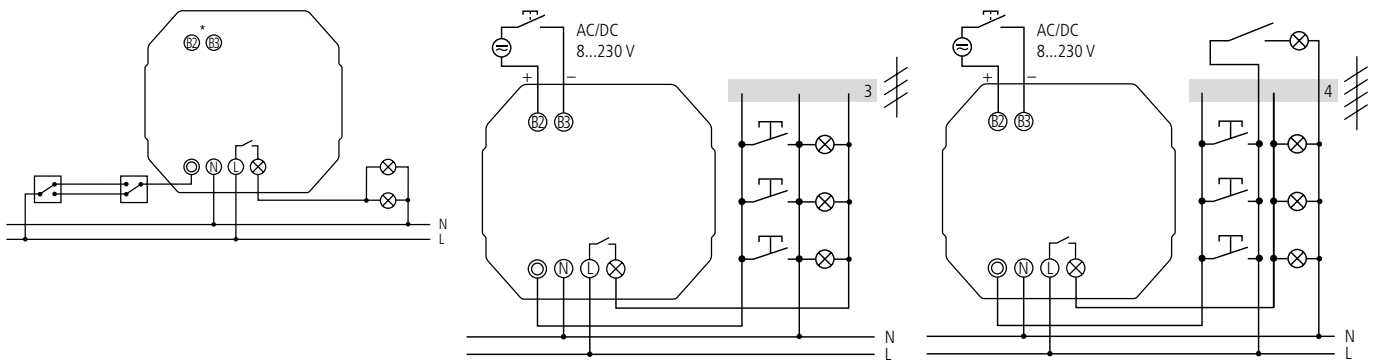 *
B2 B3
N L
N
L
AC/DC
8...230 V
+ −
B2 B3
3
N L
N
L
AC/DC
8...230 V
+ −
B2 B3
4
N L
N
L